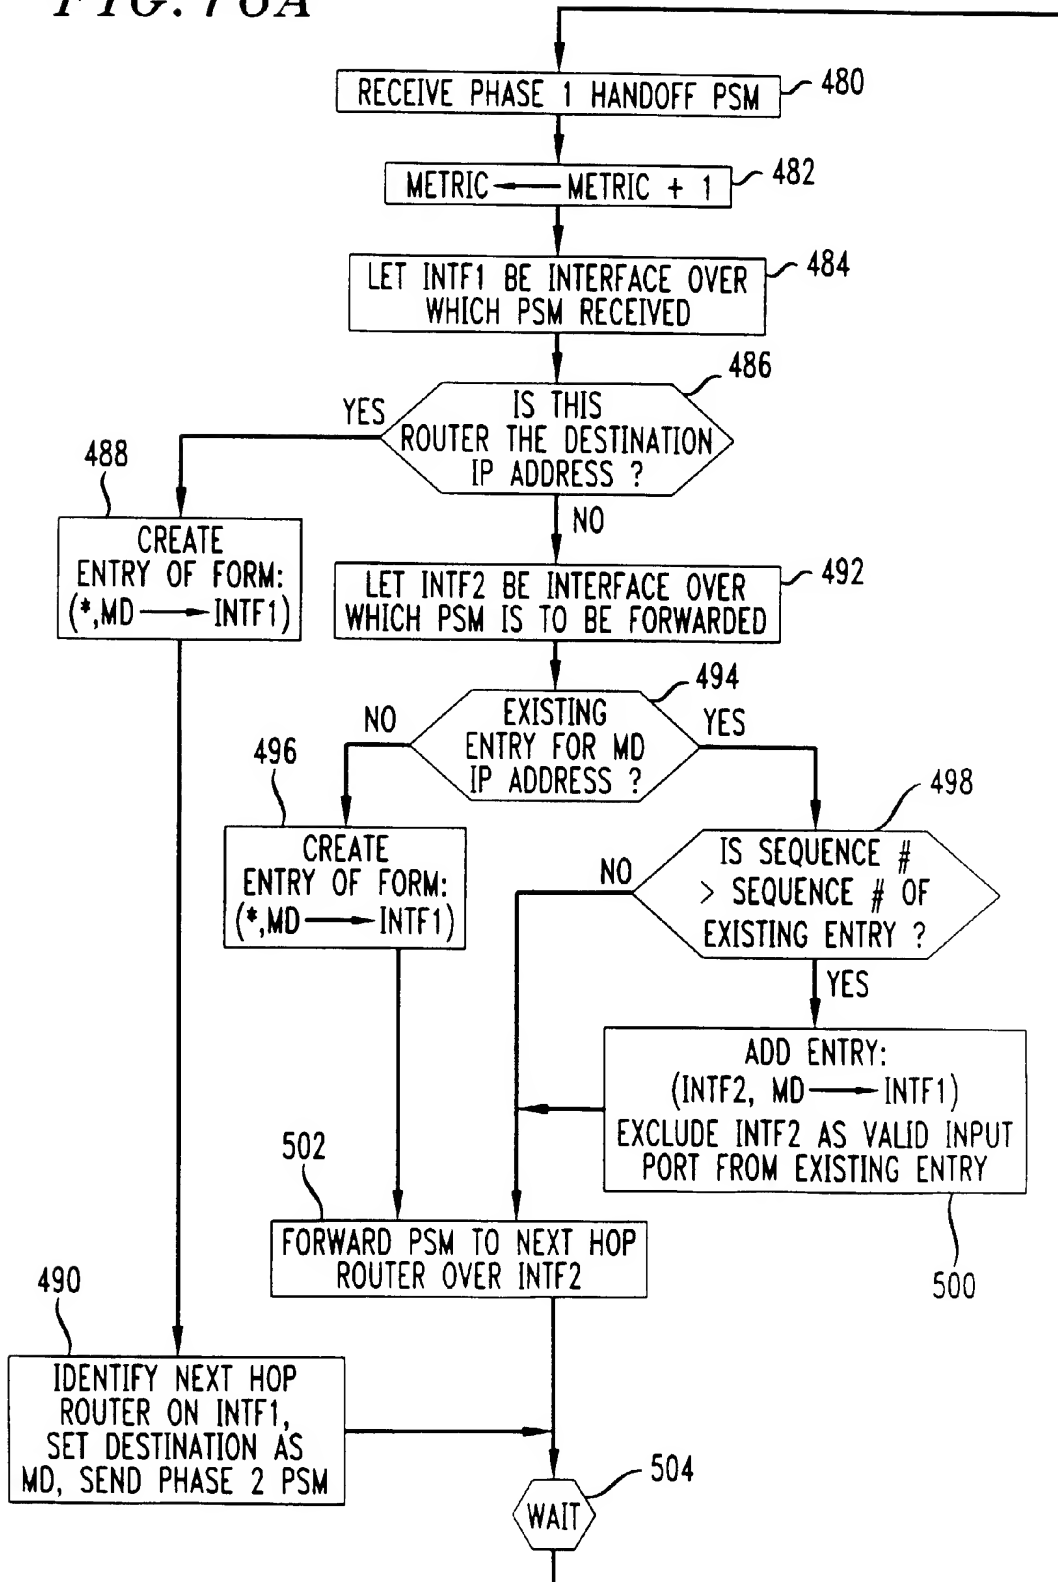 FIG. 16A
RECEIVE PHASE 1 HANDOFF PSM
480
METRIC ← METRIC + 1
482
LET INTF1 BE INTERFACE OVER
WHICH PSM RECEIVED
484
IS THIS
ROUTER THE DESTINATION
IP ADDRESS ?
486
YES
NO
488
CREATE
ENTRY OF FORM:
(*,MD → INTF1)
LET INTF2 BE INTERFACE OVER
WHICH PSM IS TO BE FORWARDED
492
EXISTING
ENTRY FOR MD
IP ADDRESS ?
494
NO
YES
496
CREATE
ENTRY OF FORM:
(*,MD → INTF1)
IS SEQUENCE #
> SEQUENCE # OF
EXISTING ENTRY ?
498
NO
YES
ADD ENTRY:
(INTF2, MD → INTF1)
EXCLUDE INTF2 AS VALID INPUT
PORT FROM EXISTING ENTRY
500
502
FORWARD PSM TO NEXT HOP
ROUTER OVER INTF2
490
IDENTIFY NEXT HOP
ROUTER ON INTF1,
SET DESTINATION AS
MD, SEND PHASE 2 PSM
WAIT
504